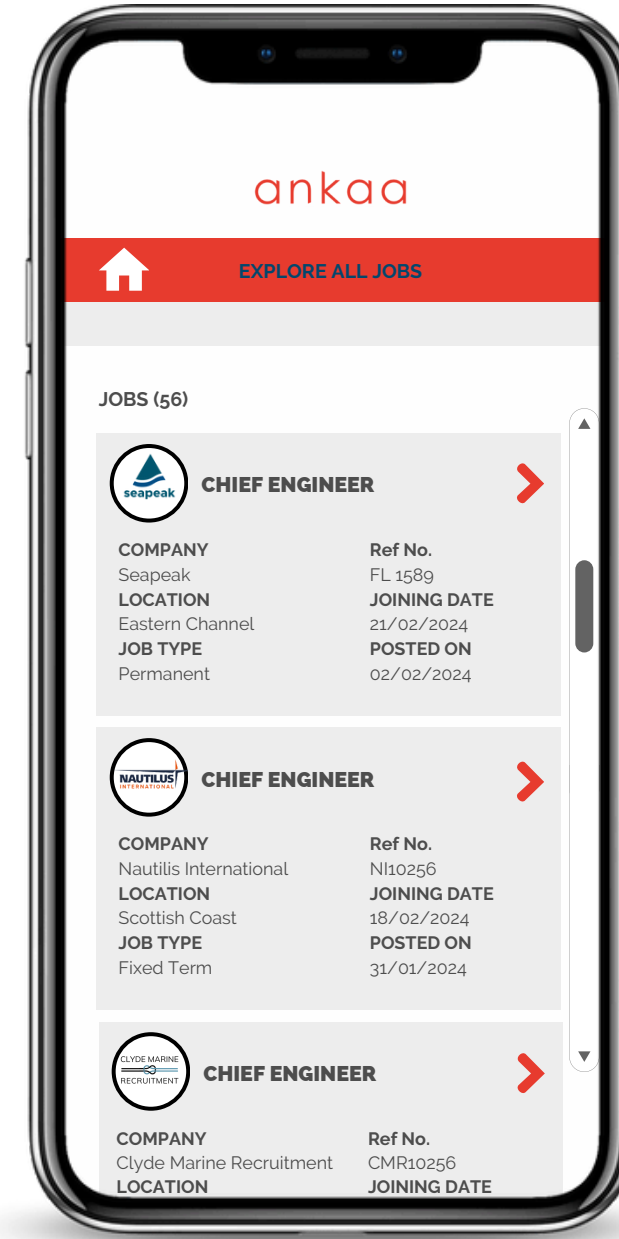 ankaa
EXPLORE ALL JOBS
JOBS (56)
seapeak
CHIEF ENGINEER
COMPANY Ref No.
Seapeak FL 1589
LOCATION JOINING DATE
Eastern Channel 21/02/2024
JOB TYPE POSTED ON
Permanent 02/02/2024
NAUTILUS
INTERNATIONAL
CHIEF ENGINEER
COMPANY Ref No.
Nautilis International NI10256
LOCATION JOINING DATE
Scottish Coast 18/02/2024
JOB TYPE POSTED ON
Fixed Term 31/01/2024
CLYDE MARINE
RECRUITMENT
CHIEF ENGINEER
COMPANY Ref No.
Clyde Marine Recruitment CMR10256
LOCATION JOINING DATE